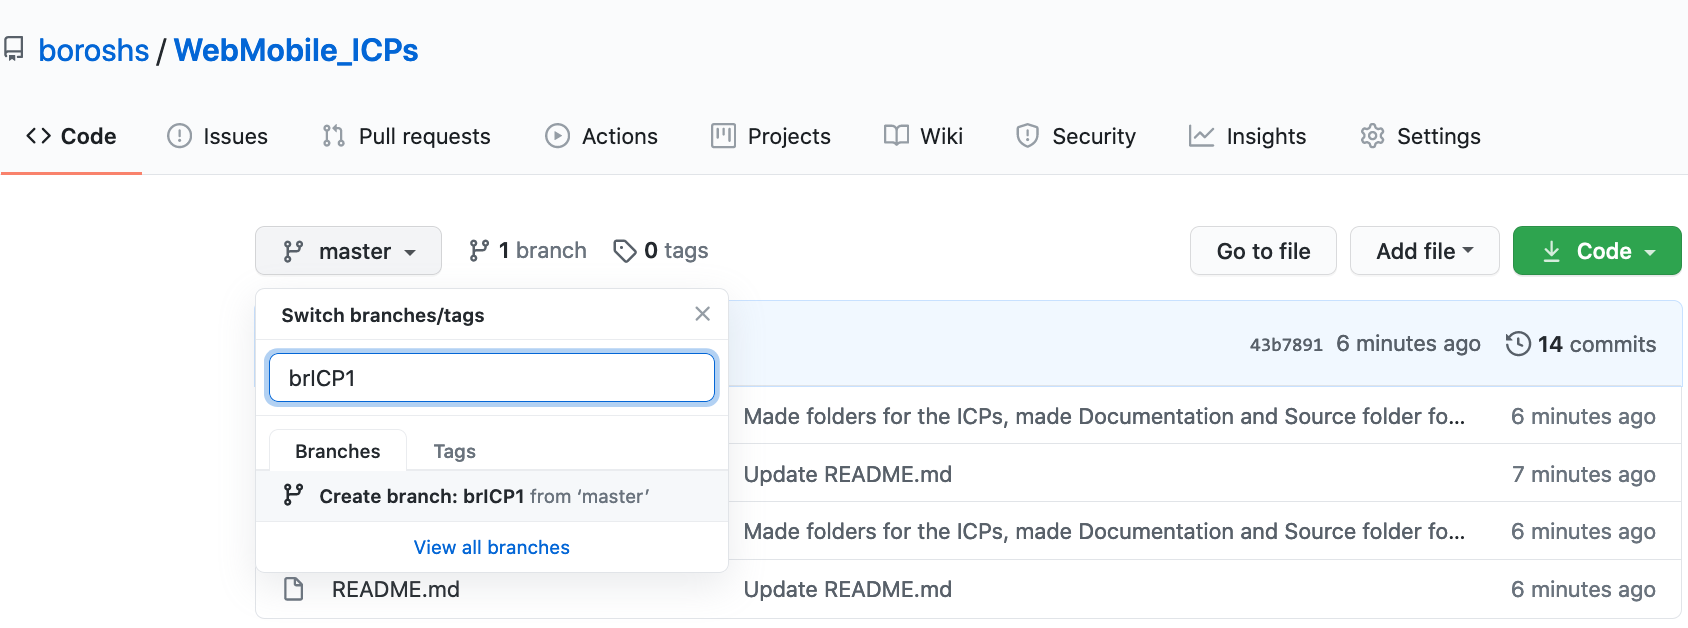 boroshs / WebMobile_ICPs
Code Issues Pull requests Actions Projects Wiki Security Insights Settings
master 1 branch 0 tags Go to file Add file Code
Switch branches/tags
43b7891 6 minutes ago 14 commits
brICP1
Made folders for the ICPs, made Documentation and Source folder fo... 6 minutes ago
Branches Tags
Update README.md 7 minutes ago
Create branch: brICP1 from ‘master’
Made folders for the ICPs, made Documentation and Source folder fo... 6 minutes ago
View all branches
README.md Update README.md 6 minutes ago